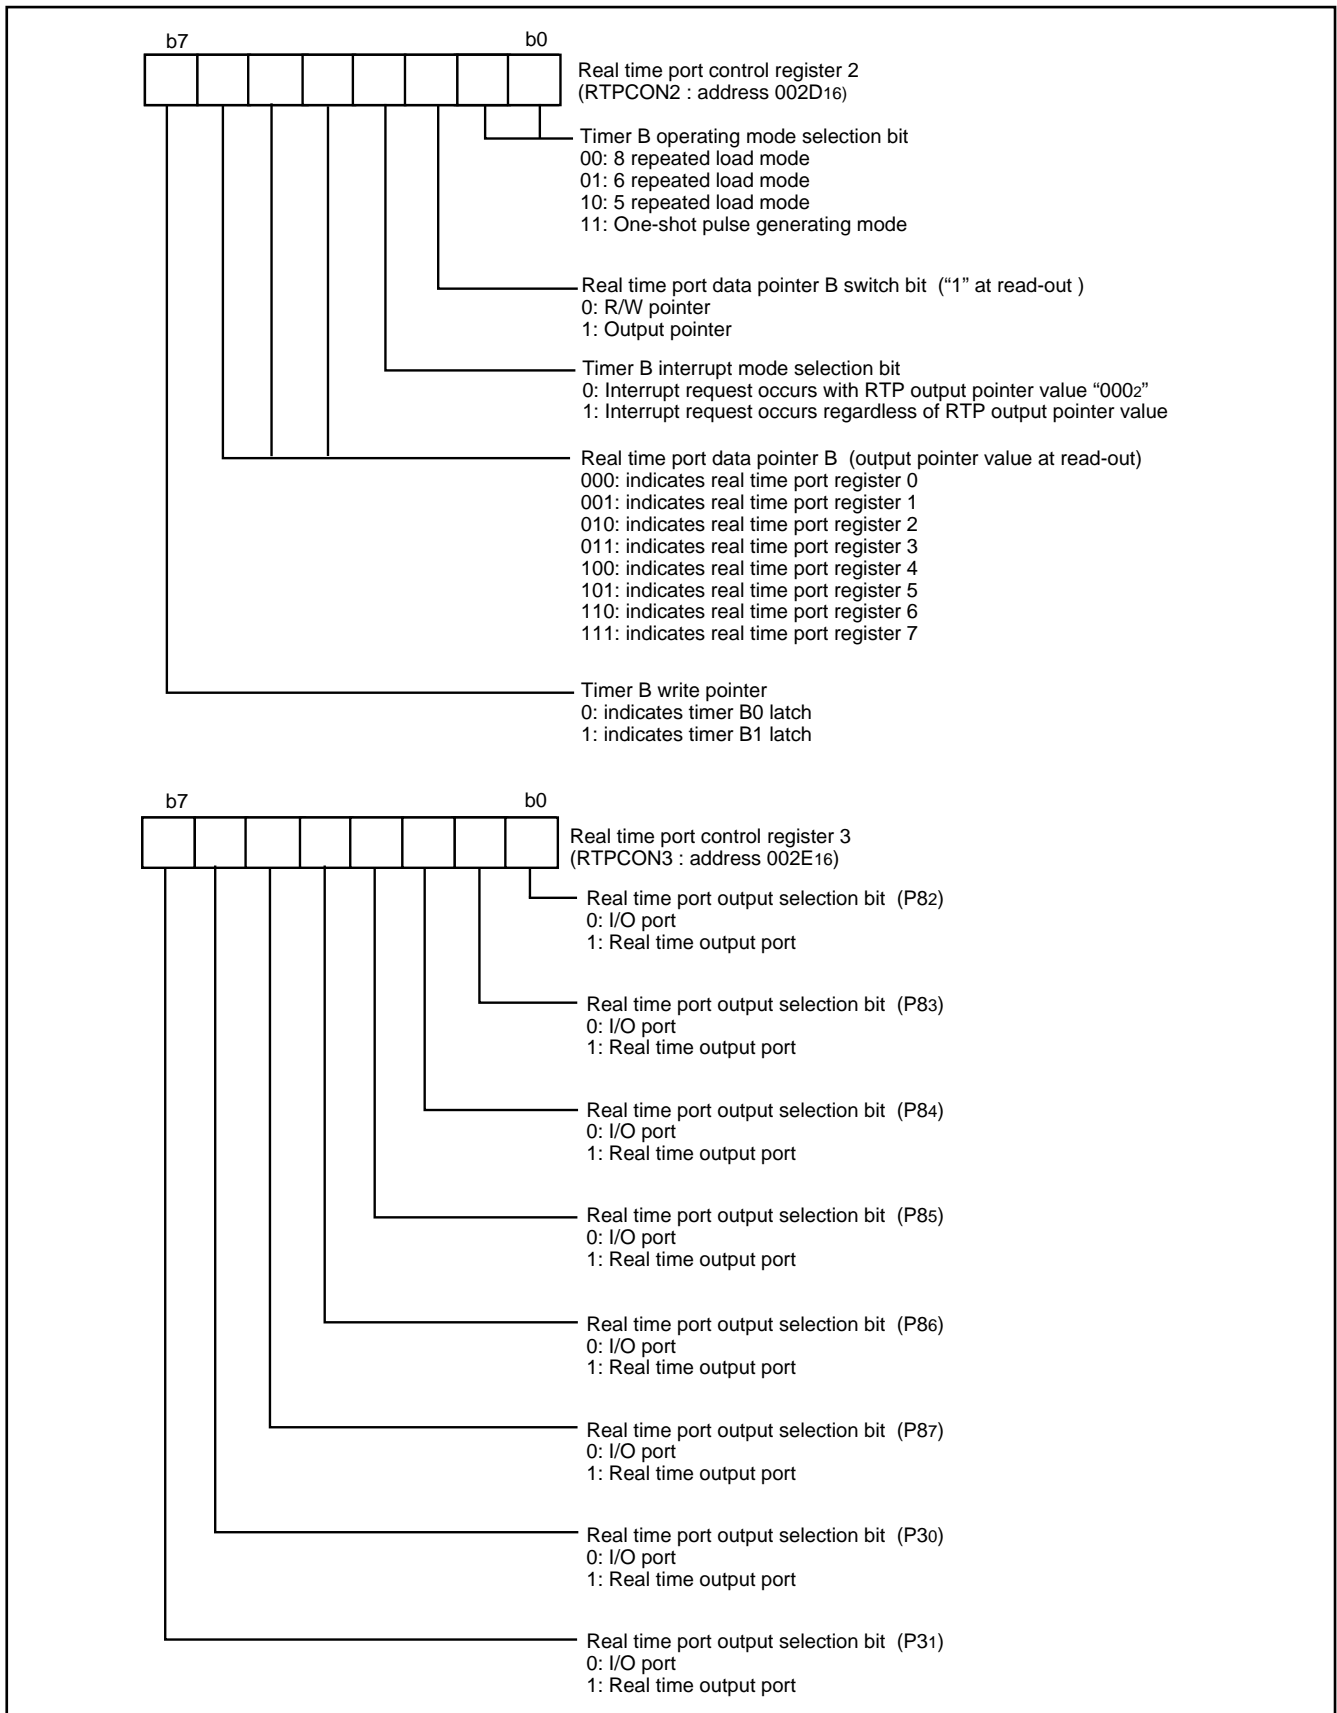 b7 b0
Real time port control register 2
(RTPCON2 : address 002D16)
Timer B operating mode selection bit
00: 8 repeated load mode
01: 6 repeated load mode
10: 5 repeated load mode
11: One-shot pulse generating mode
Real time port data pointer B switch bit (“1” at read-out )
0: R/W pointer
1: Output pointer
Timer B interrupt mode selection bit
0: Interrupt request occurs with RTP output pointer value “0002”
1: Interrupt request occurs regardless of RTP output pointer value
Real time port data pointer B (output pointer value at read-out)
000: indicates real time port register 0
001: indicates real time port register 1
010: indicates real time port register 2
011: indicates real time port register 3
100: indicates real time port register 4
101: indicates real time port register 5
110: indicates real time port register 6
111: indicates real time port register 7
Timer B write pointer
0: indicates timer B0 latch
1: indicates timer B1 latch
b7 b0
Real time port control register 3
(RTPCON3 : address 002E16)
Real time port output selection bit (P82)
0: I/O port
1: Real time output port
Real time port output selection bit (P83)
0: I/O port
1: Real time output port
Real time port output selection bit (P84)
0: I/O port
1: Real time output port
Real time port output selection bit (P85)
0: I/O port
1: Real time output port
Real time port output selection bit (P86)
0: I/O port
1: Real time output port
Real time port output selection bit (P87)
0: I/O port
1: Real time output port
Real time port output selection bit (P30)
0: I/O port
1: Real time output port
Real time port output selection bit (P31)
0: I/O port
1: Real time output port